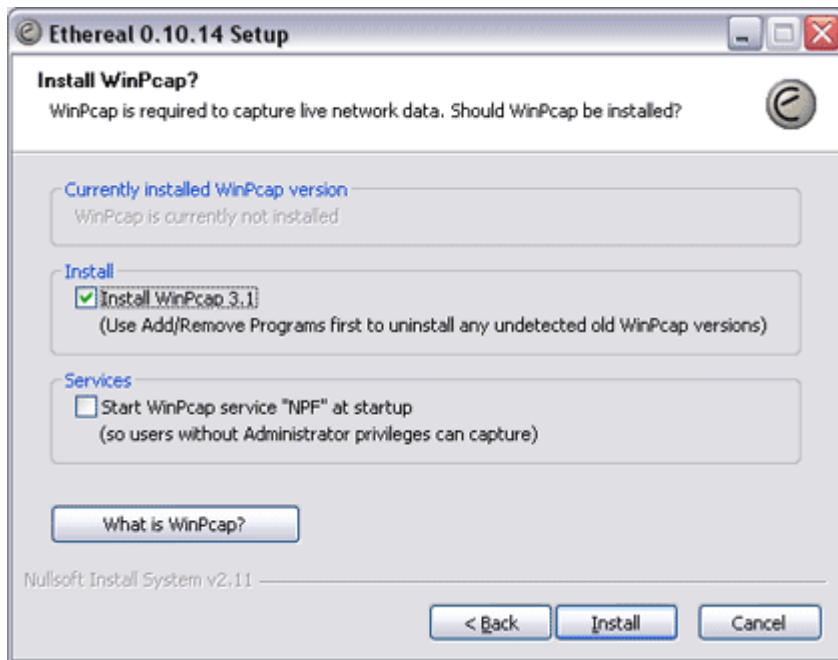 Ethereal 0.10.14 Setup
Install WinPcap?
WinPcap is required to capture live network data. Should WinPcap be installed?
Currently installed WinPcap version
WinPcap is currently not installed
Install
Install WinPcap 3.1
(Use Add/Remove Programs first to uninstall any undetected old WinPcap versions)
Services
Start WinPcap service "NPF" at startup
(so users without Administrator privileges can capture)
What is WinPcap?
Nullsoft Install System v2.11
< Back Install Cancel